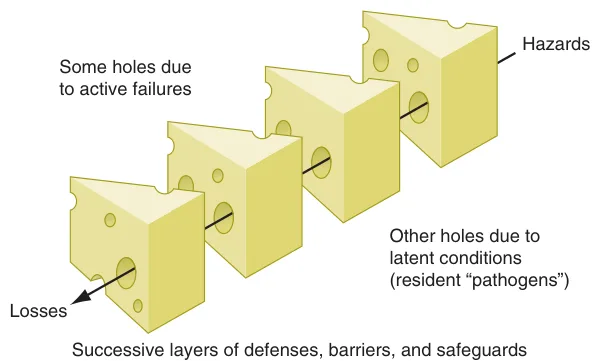 Hazards
Some holes due
to active failures
Other holes due to
latent conditions
(resident “pathogens”)
Losses
Successive layers of defenses, barriers, and safeguards